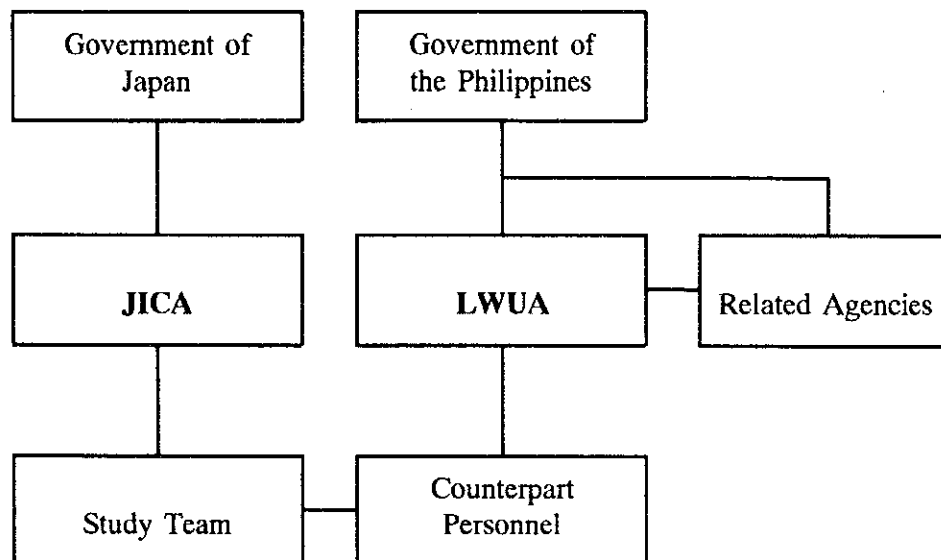 Government of
Japan
Government of
the Philippines
JICA
LWUA
Related Agencies
Study Team
Counterpart
Personnel